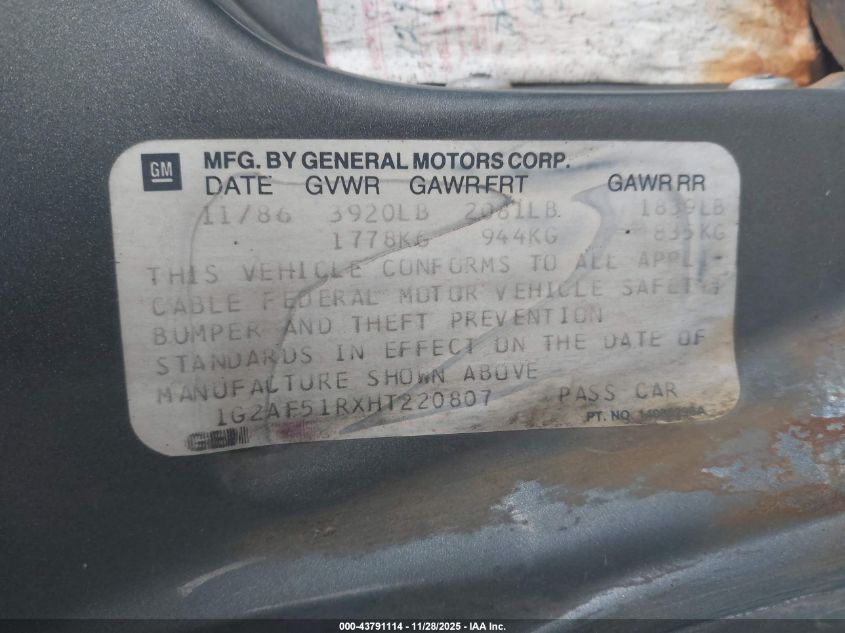 GM
MFG. BY GENERAL MOTORS CORP.
DATE GVWR GAWR FRT GAWR RR
11/86 3920LB 2081LB 1839LB
1778KG 944KG 835KG
THIS VEHICLE CONFORMS TO ALL APPLI-
CABLE FEDERAL MOTOR VEHICLE SAFETY
BUMPER AND THEFT PREVENTION
STANDARDS IN EFFECT ON THE DATE OF
MANUFACTURE SHOWN ABOVE
1G2AF51RXHT220807 PASS CAR
PT. NO.
000-43791114 - 11/28/2025 - IAA Inc.